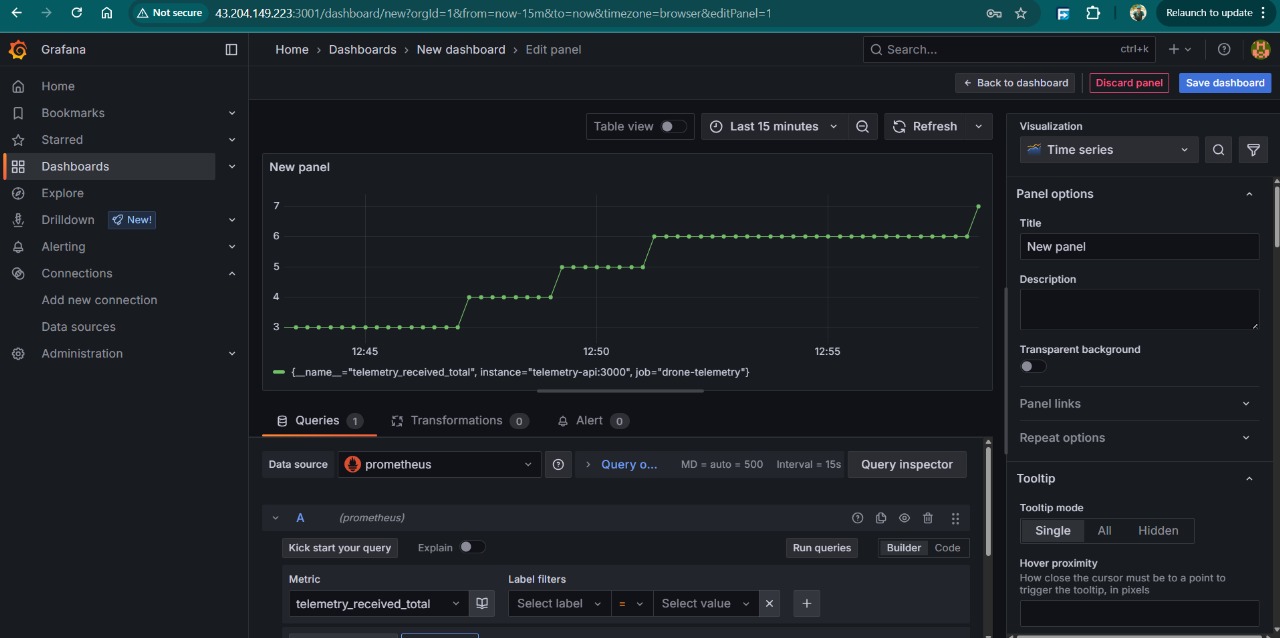 Not secure 43.204.149.223:3001/dashboard/new?orgId=1&from=now-15m&to=now&timezone=browser&editPanel=1 Relaunch to update
Grafana
Home › Dashboards › New dashboard › Edit panel
Search... ctrl+k
Home
Bookmarks
Starred
Dashboards
Explore
Drilldown New!
Alerting
Connections
Add new connection
Data sources
Administration
Back to dashboard Discard panel Save dashboard
Table view Last 15 minutes Refresh
New panel
7
6
5
4
3
12:45 12:50 12:55
{__name__="telemetry_received_total", instance="telemetry-api:3000", job="drone-telemetry"}
Queries 1 Transformations 0 Alert 0
Data source prometheus Query o... MD = auto = 500 Interval = 15s Query inspector
A (prometheus)
Kick start your query Explain Run queries Builder Code
Metric Label filters
telemetry_received_total Select label = Select value
Visualization
Time series
Panel options
Title
New panel
Description
Transparent background
Panel links
Repeat options
Tooltip
Tooltip mode
Single All Hidden
Hover proximity
How close the cursor must be to a point to
trigger the tooltip, in pixels